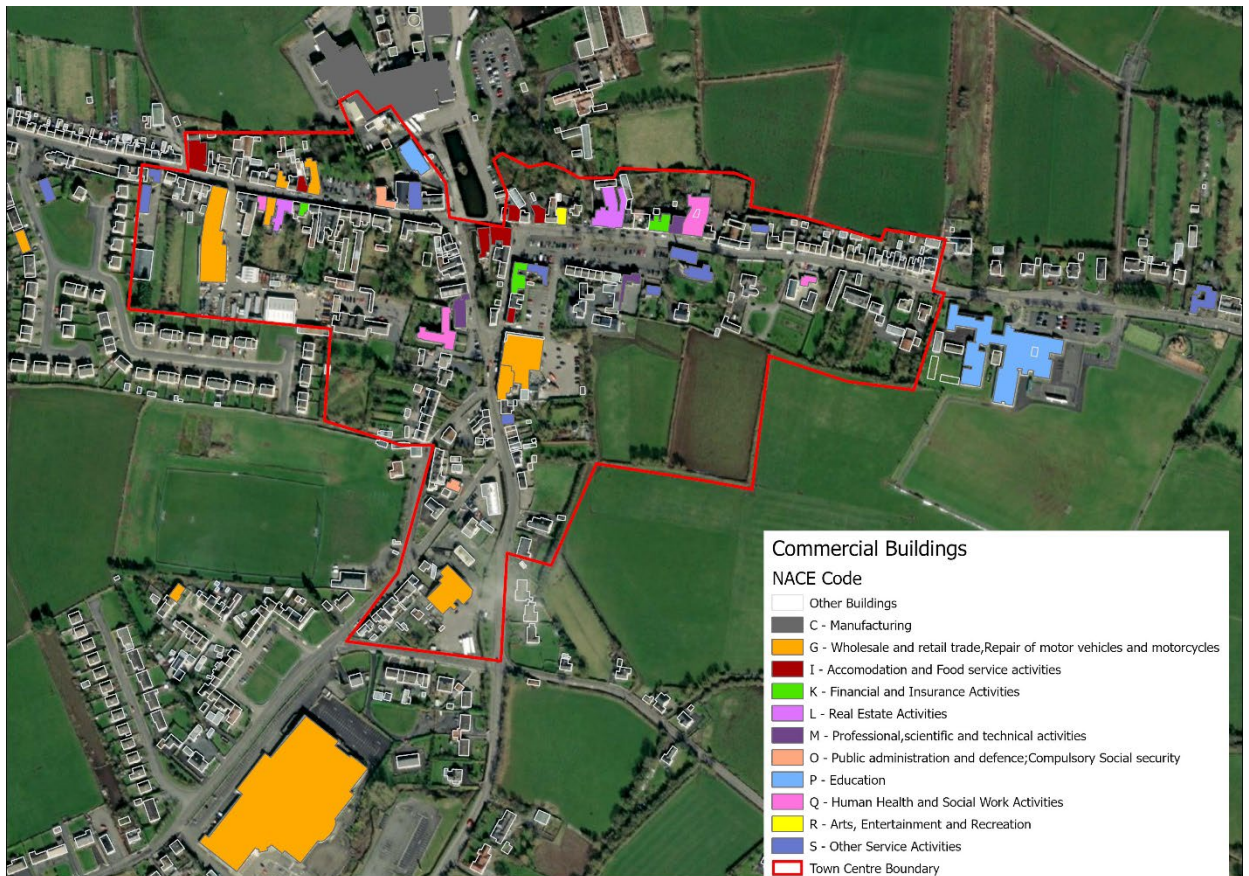 Commercial Buildings
NACE Code
Other Buildings
C - Manufacturing
G - Wholesale and retail trade,Repair of motor vehicles and motorcycles
I - Accomodation and Food service activities
K - Financial and Insurance Activities
L - Real Estate Activities
M - Professional,scientific and technical activities
O - Public administration and defence;Compulsory Social security
P - Education
Q - Human Health and Social Work Activities
R - Arts, Entertainment and Recreation
S - Other Service Activities
Town Centre Boundary